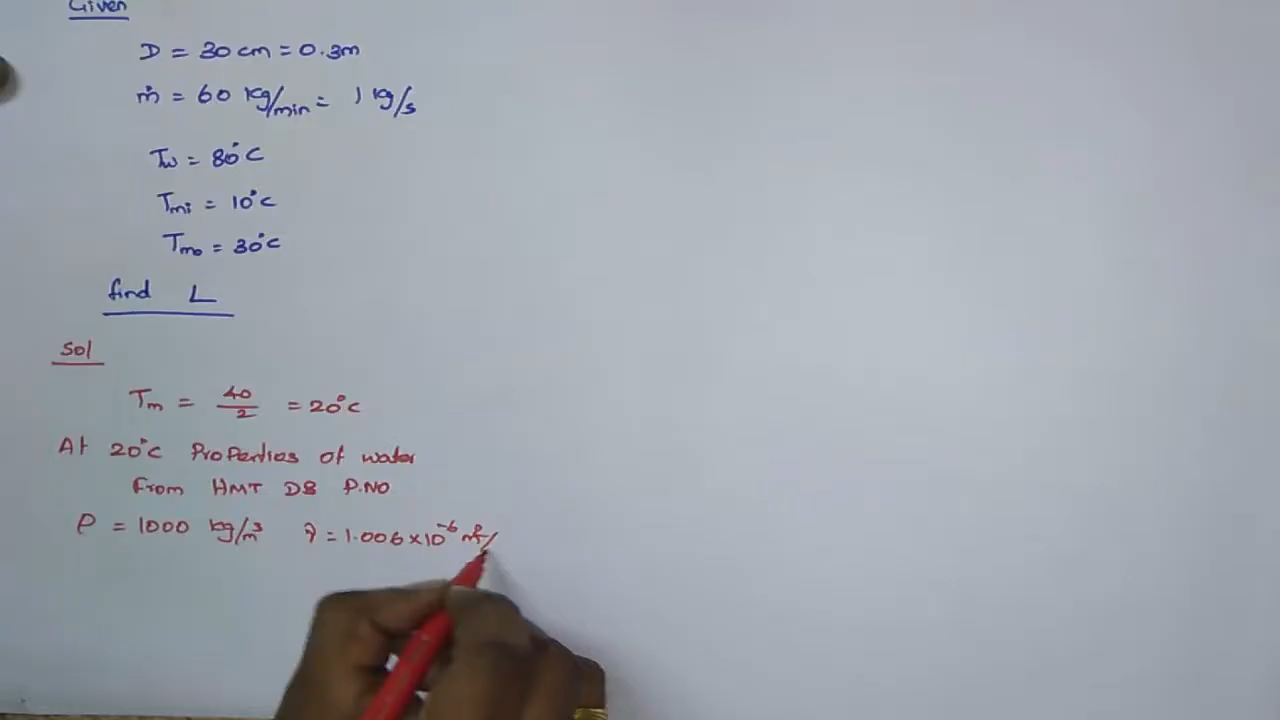 Given
D = 30 cm = 0.3m
ṁ = 60 kg/min = 1 kg/s
Tw = 80°C
Tmi = 10°C
Tmo = 30°C
find L
Sol
Tm = 40/2 = 20°C
At 20°C Properties of water
From HMT DB P.NO
ρ = 1000 kg/m³ ν = 1.006×10⁻⁶ m²/